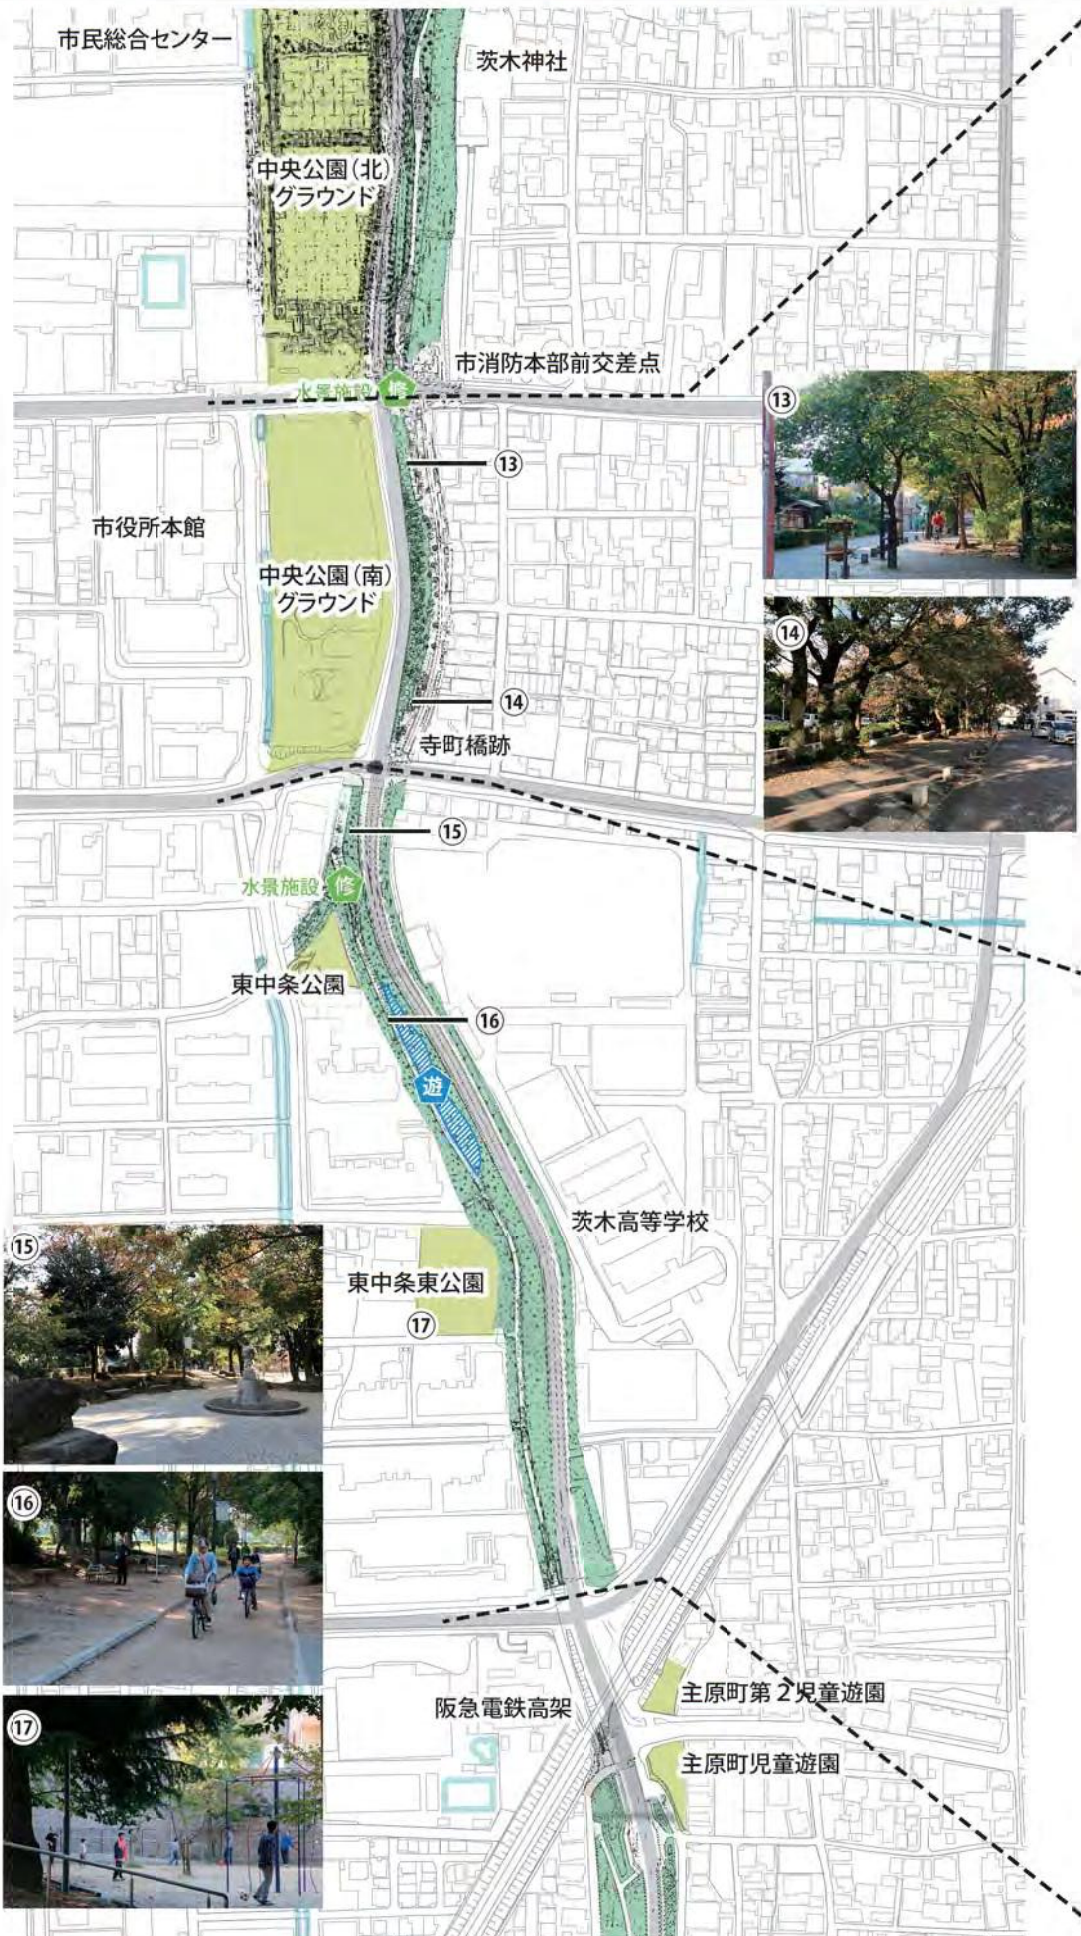 市民総合センター
茨木神社
中央公園(北)
グラウンド
市消防本部前交差点
水景施設
修
⑬
⑬
市役所本館
中央公園(南)
グラウンド
⑭
⑭
寺町橋跡
⑮
水景施設
修
東中条公園
⑯
遊
茨木高等学校
⑮
東中条東公園
⑰
⑯
阪急電鉄高架
主原町第2児童遊園
⑰
主原町児童遊園